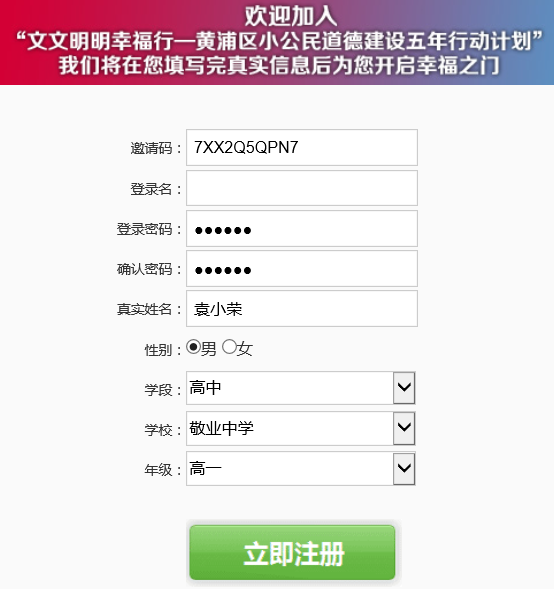 欢迎加入
“文文明明幸福行—黄浦区小公民道德建设五年行动计划”
我们将在您填写完真实信息后为您开启幸福之门
邀请码： 7XX2Q5QPN7
登录名：
登录密码： ●●●●●●
确认密码： ●●●●●●
真实姓名： 袁小荣
性别： 男 女
学段： 高中
学校： 敬业中学
年级： 高一
立即注册